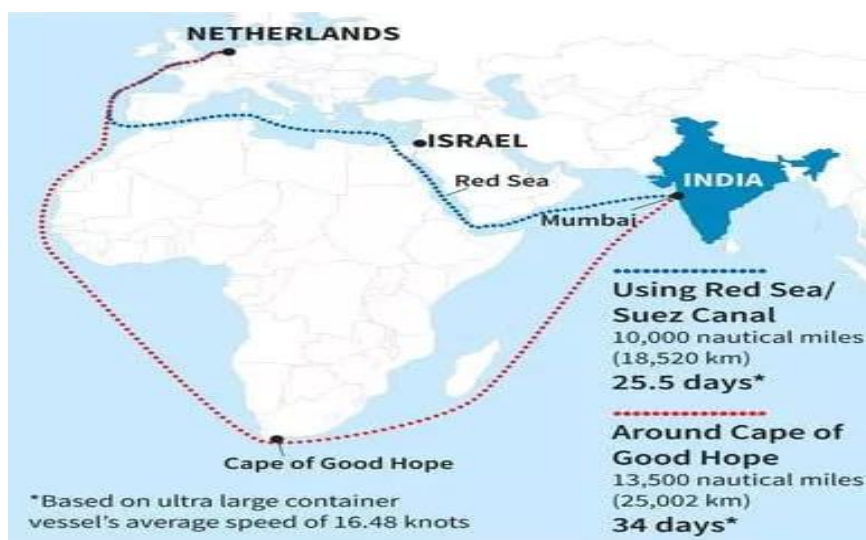 NETHERLANDS
ISRAEL
Red Sea
INDIA
Mumbai
Using Red Sea/
Suez Canal
10,000 nautical miles
(18,520 km)
25.5 days*
Around Cape of
Good Hope
13,500 nautical miles
(25,002 km)
34 days*
Cape of Good Hope
*Based on ultra large container
vessel's average speed of 16.48 knots